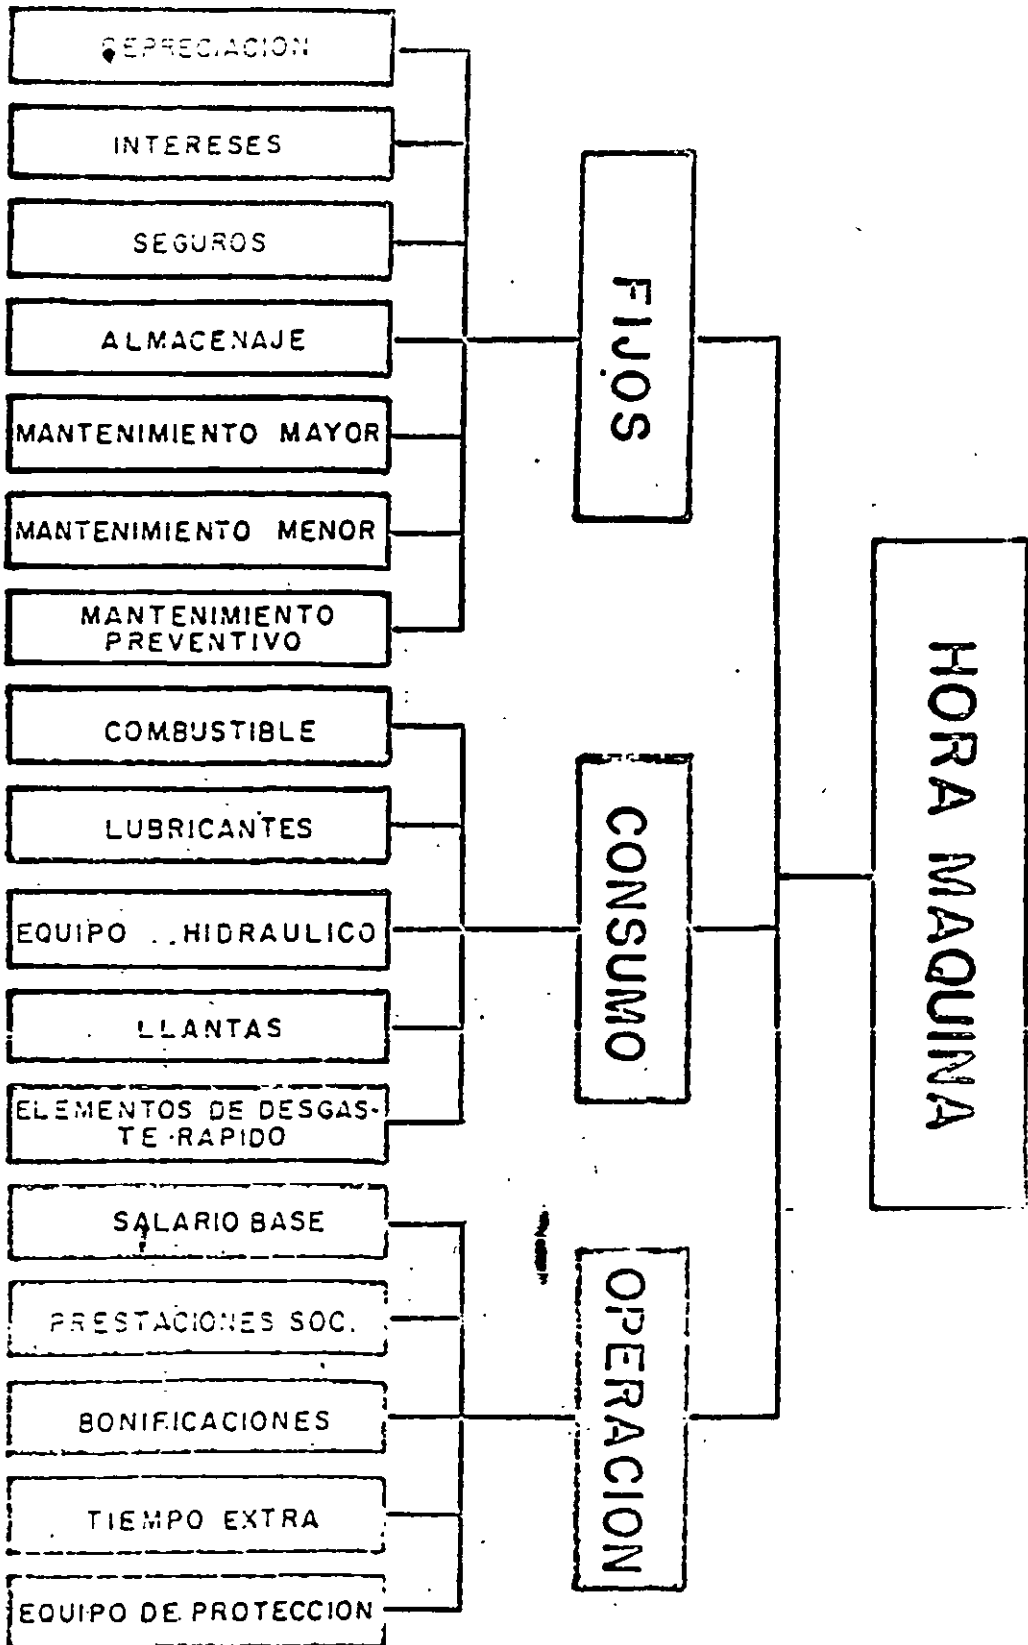 HORA MAQUINA
FIJOS
DEPRECIACION
INTERESES
SEGUROS
ALMACENAJE
MANTENIMIENTO MAYOR
MANTENIMIENTO MENOR
MANTENIMIENTO
PREVENTIVO
CONSUMO
COMBUSTIBLE
LUBRICANTES
EQUIPO HIDRAULICO
LLANTAS
ELEMENTOS DE DESGAS-
TE RAPIDO
OPERACION
SALARIO BASE
PRESTACIONES SOC.
BONIFICACIONES
TIEMPO EXTRA
EQUIPO DE PROTECCION